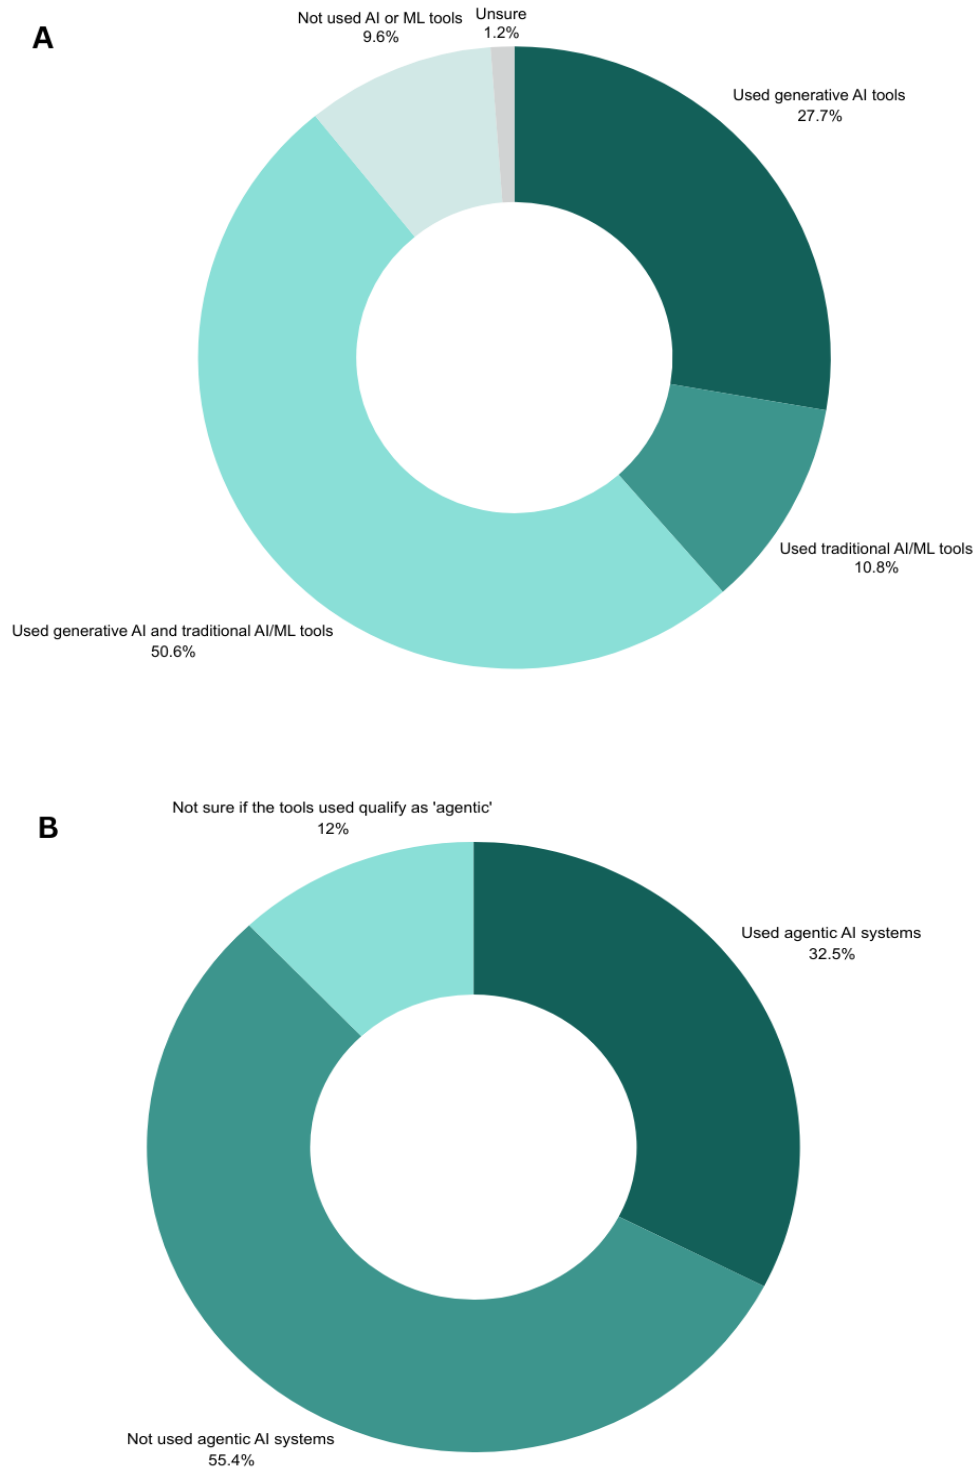 A
Not used AI or ML tools
9.6%
Unsure
1.2%
Used generative AI tools
27.7%
Used traditional AI/ML tools
10.8%
Used generative AI and traditional AI/ML tools
50.6%
B
Not sure if the tools used qualify as 'agentic'
12%
Used agentic AI systems
32.5%
Not used agentic AI systems
55.4%